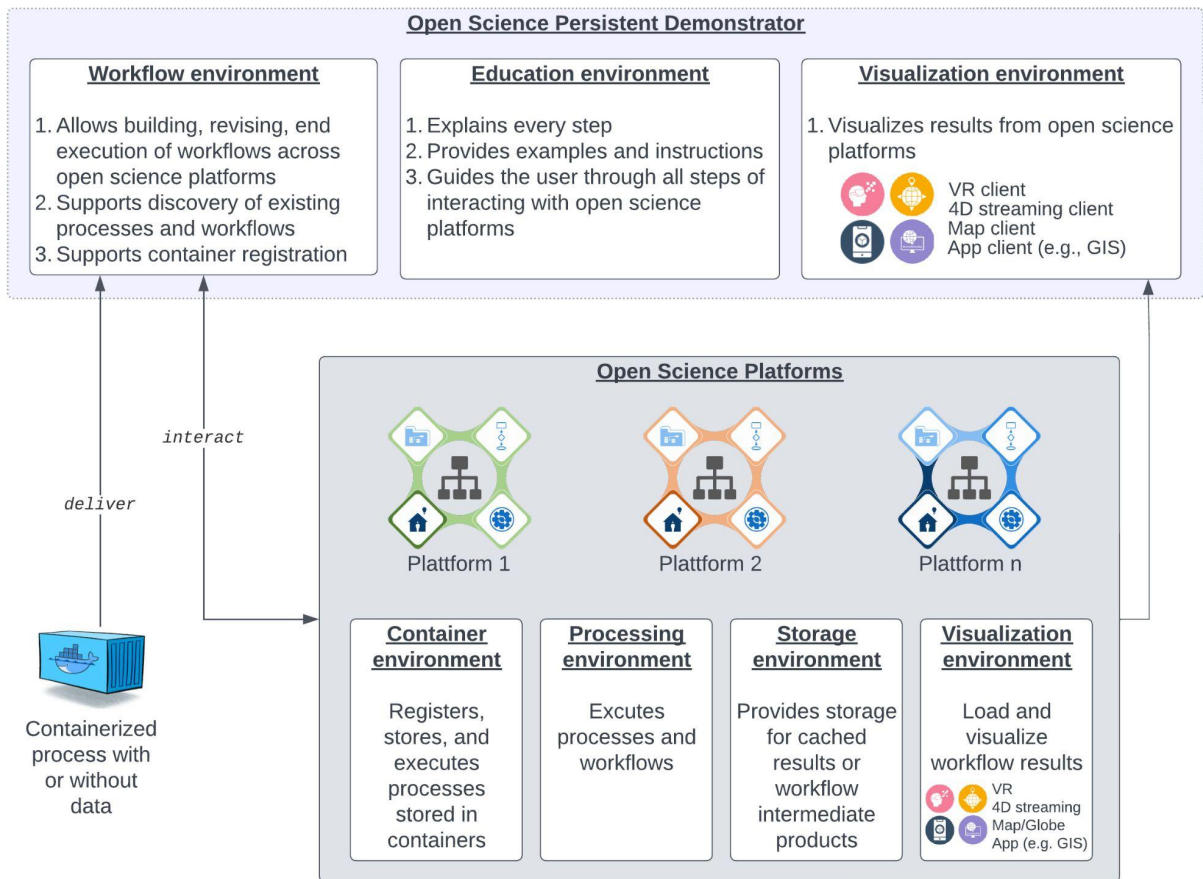 Open Science Persistent Demonstrator
Workflow environment
1. Allows building, revising, end
execution of workflows across
open science platforms
2. Supports discovery of existing
processes and workflows
3. Supports container registration
Education environment
1. Explains every step
2. Provides examples and instructions
3. Guides the user through all steps of
interacting with open science
platforms
Visualization environment
1. Visualizes results from open science
platforms
VR client
4D streaming client
Map client
App client (e.g., GIS)
interact
deliver
Containerized
process with
or without
data
Open Science Platforms
Plattform 1
Plattform 2
Plattform n
Container
environment
Registers,
stores, and
executes
processes
stored in
containers
Processing
environment
Excutes
processes and
workflows
Storage
environment
Provides storage
for cached
results or
workflow
intermediate
products
Visualization
environment
Load and
visualize
workflow results
VR
4D streaming
Map/Globe
App (e.g. GIS)